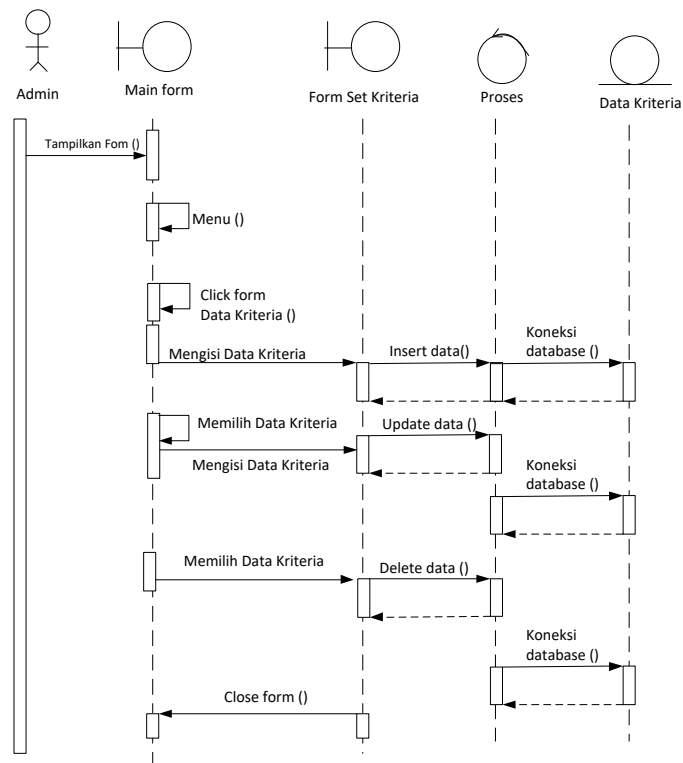 Admin
Main form
Form Set Kriteria
Proses
Data Kriteria
Tampilkan Fom ()
Menu ()
Click form
Data Kriteria ()
Mengisi Data Kriteria
Insert data()
Koneksi
database ()
Memilih Data Kriteria
Update data ()
Mengisi Data Kriteria
Koneksi
database ()
Memilih Data Kriteria
Delete data ()
Koneksi
database ()
Close form ()